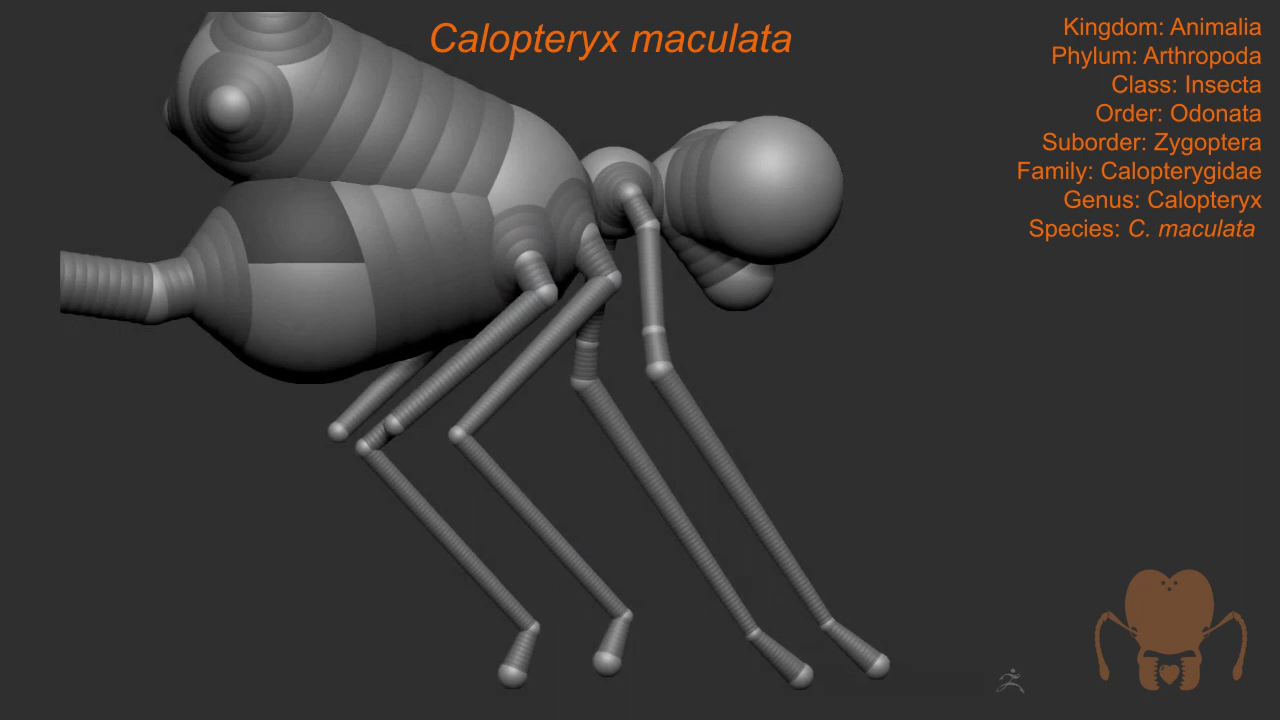 Calopteryx maculata
Kingdom: Animalia
Phylum: Arthropoda
Class: Insecta
Order: Odonata
Suborder: Zygoptera
Family: Calopterygidae
Genus: Calopteryx
Species: C. maculata